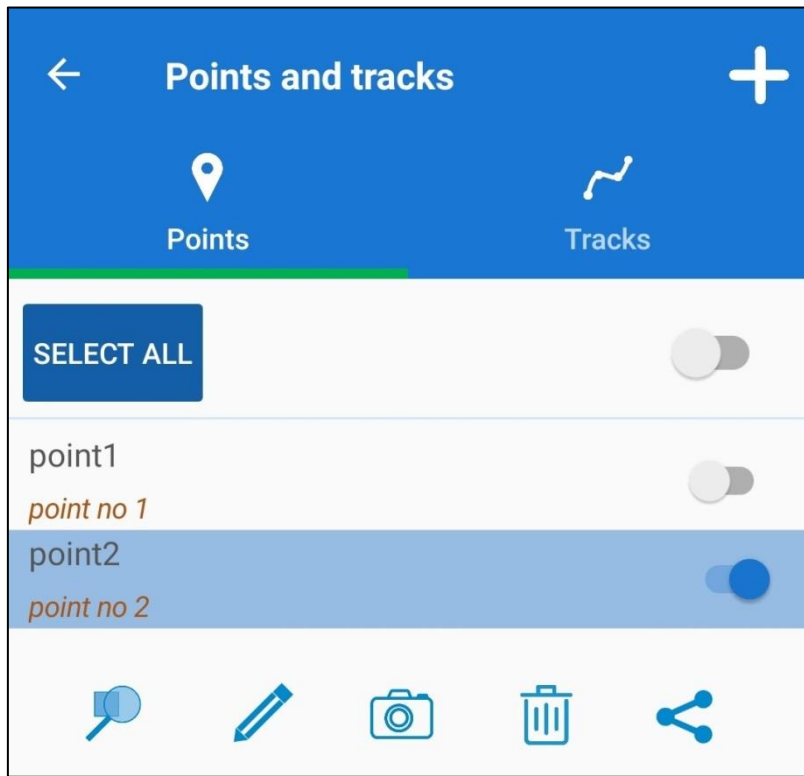 Points and tracks
Points
Tracks
SELECT ALL
point1
point no 1
point2
point no 2